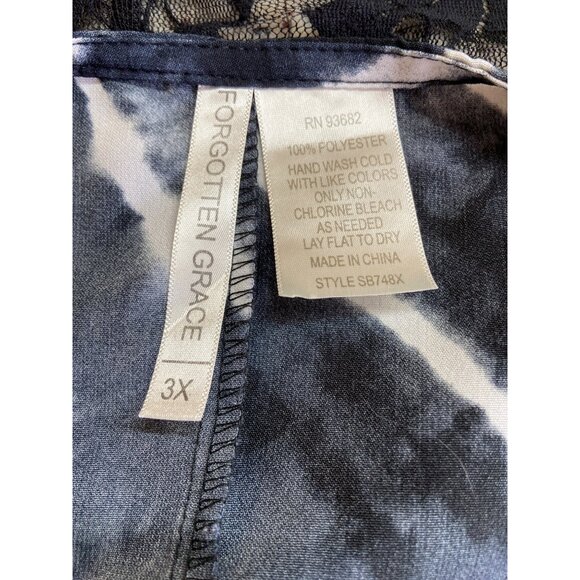 FORGOTTEN GRACE
3X
RN 93682
100% POLYESTER
HAND WASH COLD
WITH LIKE COLORS
ONLY NON-
CHLORINE BLEACH
AS NEEDED
LAY FLAT TO DRY
MADE IN CHINA
STYLE SB748X